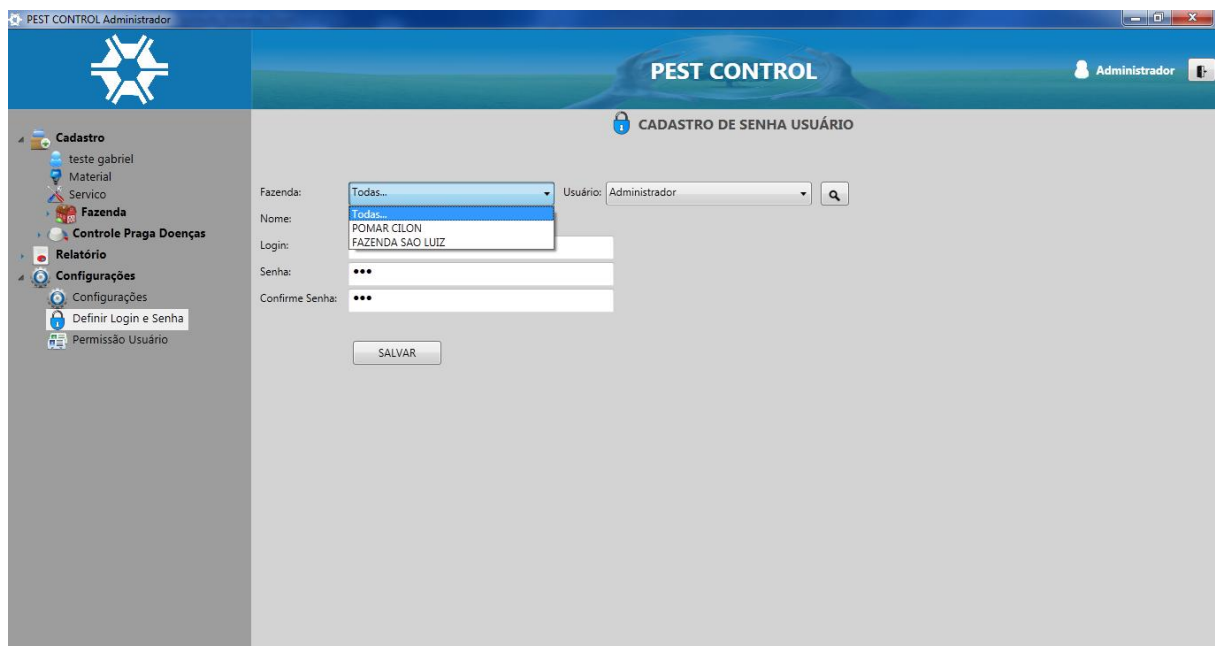 PEST CONTROL Administrador
PEST CONTROL
Administrador
CADASTRO DE SENHA USUÁRIO
Cadastro
teste gabriel
Material
Servico
Fazenda
Controle Praga Doenças
Relatório
Configurações
Configurações
Definir Login e Senha
Permissão Usuário
Fazenda: Todas... Usuário: Administrador
Todas...
Nome:
POMAR CILON
FAZENDA SAO LUIZ
Login:
Senha: •••
Confirme Senha: •••
SALVAR